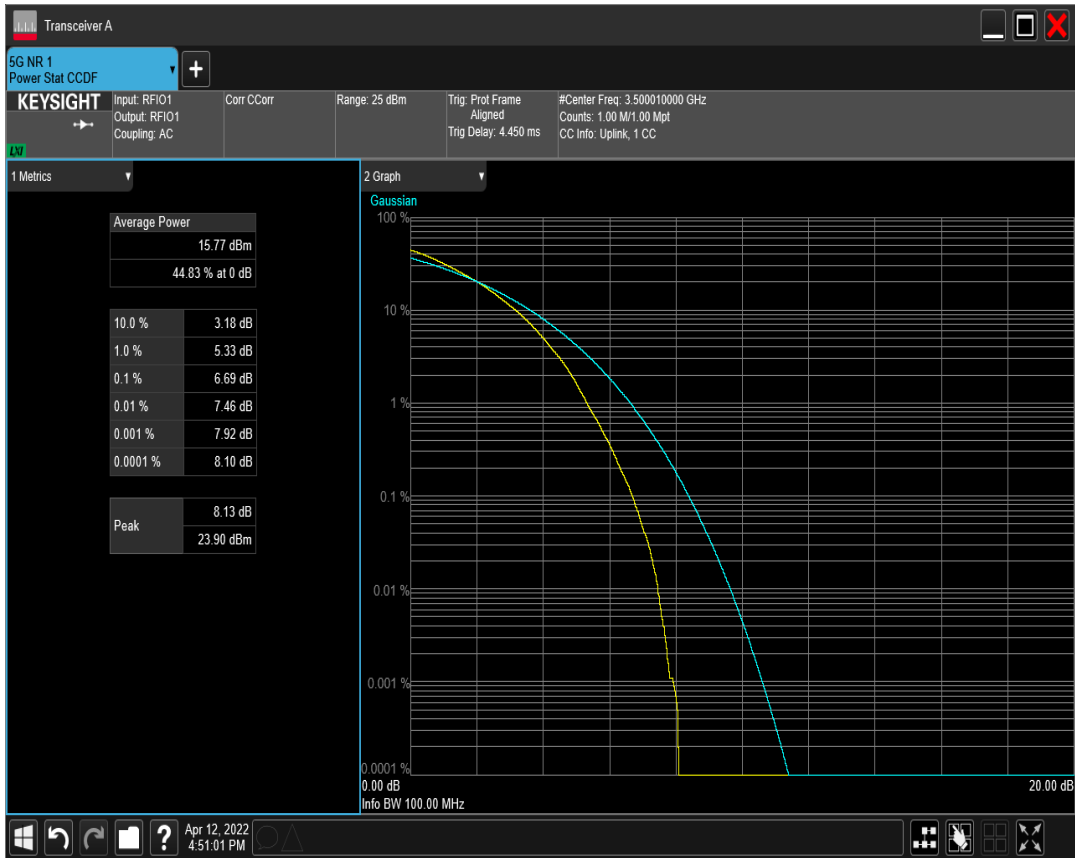 Transceiver A
5G NR 1
Power Stat CCDF
+
KEYSIGHT
LXI
Input: RFIO1
Output: RFIO1
Coupling: AC
Corr CCorr
Range: 25 dBm
Trig: Prot Frame
Aligned
Trig Delay: 4.450 ms
#Center Freq: 3.500010000 GHz
Counts: 1.00 M/1.00 Mpt
CC Info: Uplink, 1 CC
1 Metrics
Average Power
15.77 dBm
44.83 % at 0 dB
10.0 % 3.18 dB
1.0 % 5.33 dB
0.1 % 6.69 dB
0.01 % 7.46 dB
0.001 % 7.92 dB
0.0001 % 8.10 dB
Peak
8.13 dB
23.90 dBm
2 Graph
Gaussian
100 %
10 %
1 %
0.1 %
0.01 %
0.001 %
0.0001 %
0.00 dB 20.00 dB
Info BW 100.00 MHz
?
Apr 12, 2022
4:51:01 PM